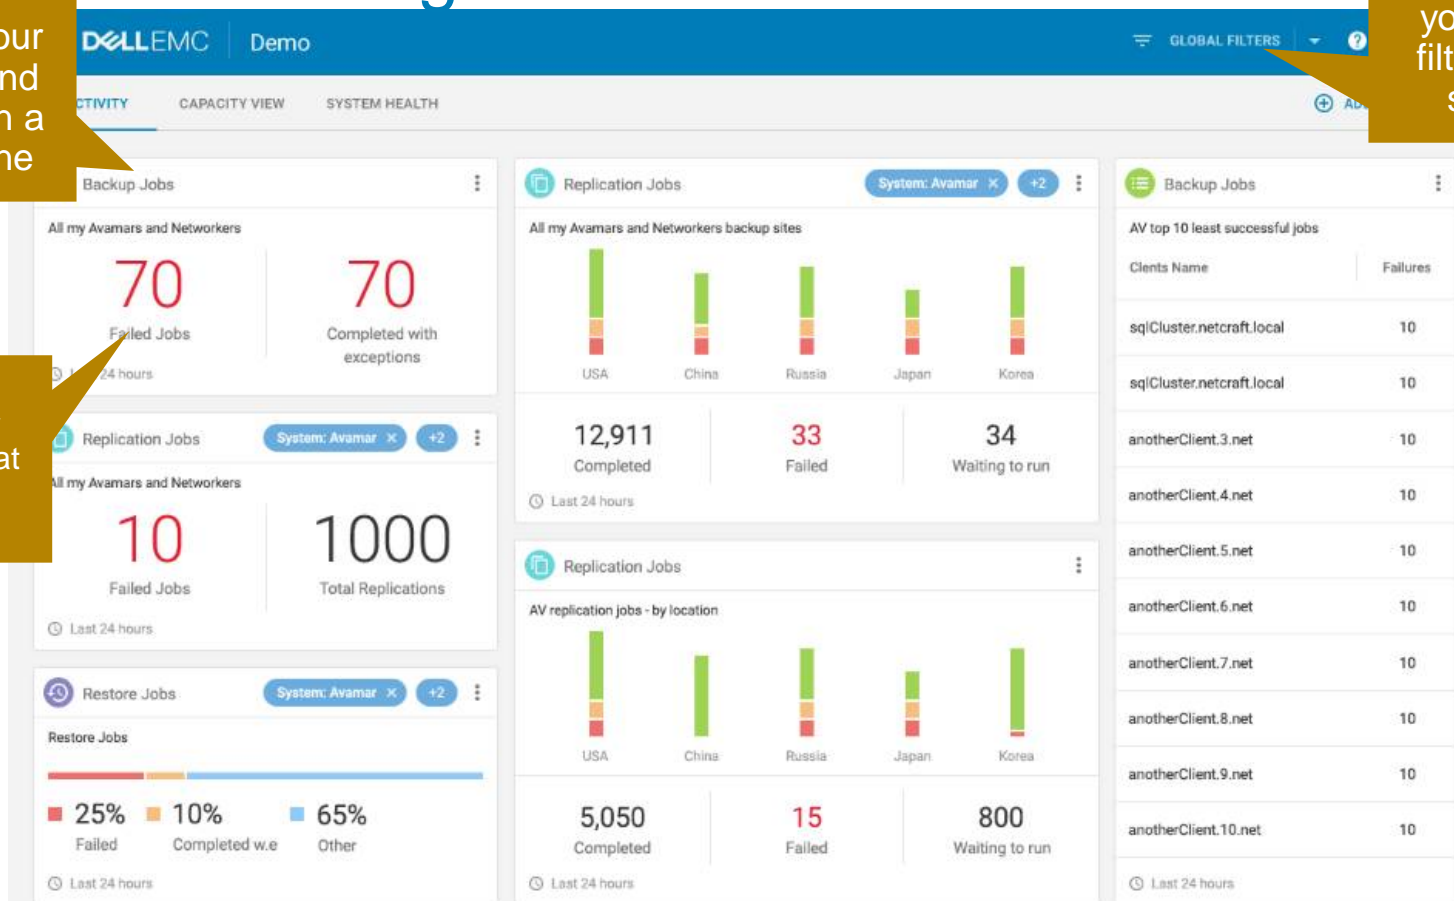 DELLEMC Demo
GLOBAL FILTERS
CAPACITY VIEW
SYSTEM HEALTH
Backup Jobs
All my Avamars and Networkers
70
Failed Jobs
70
Completed with
exceptions
24 hours
Replication Jobs
System: Avamar ×
+2
All my Avamars and Networkers
10
Failed Jobs
1000
Total Replications
Last 24 hours
Restore Jobs
System: Avamar ×
+2
Restore Jobs
25%
Failed
10%
Completed w.e
65%
Other
Last 24 hours
Replication Jobs
System: Avamar ×
+2
All my Avamars and Networkers backup sites
USA China Russia Japan Korea
12,911
Completed
33
Failed
34
Waiting to run
Last 24 hours
Replication Jobs
AV replication jobs - by location
USA China Russia Japan Korea
5,050
Completed
15
Failed
800
Waiting to run
Last 24 hours
Backup Jobs
AV top 10 least successful jobs
Clents Name Failures
sqlCluster.netcraft.local 10
sqlCluster.netcraft.local 10
anotherClient.3.net 10
anotherClient.4.net 10
anotherClient.5.net 10
anotherClient.6.net 10
anotherClient.7.net 10
anotherClient.8.net 10
anotherClient.9.net 10
anotherClient.10.net 10
Last 24 hours